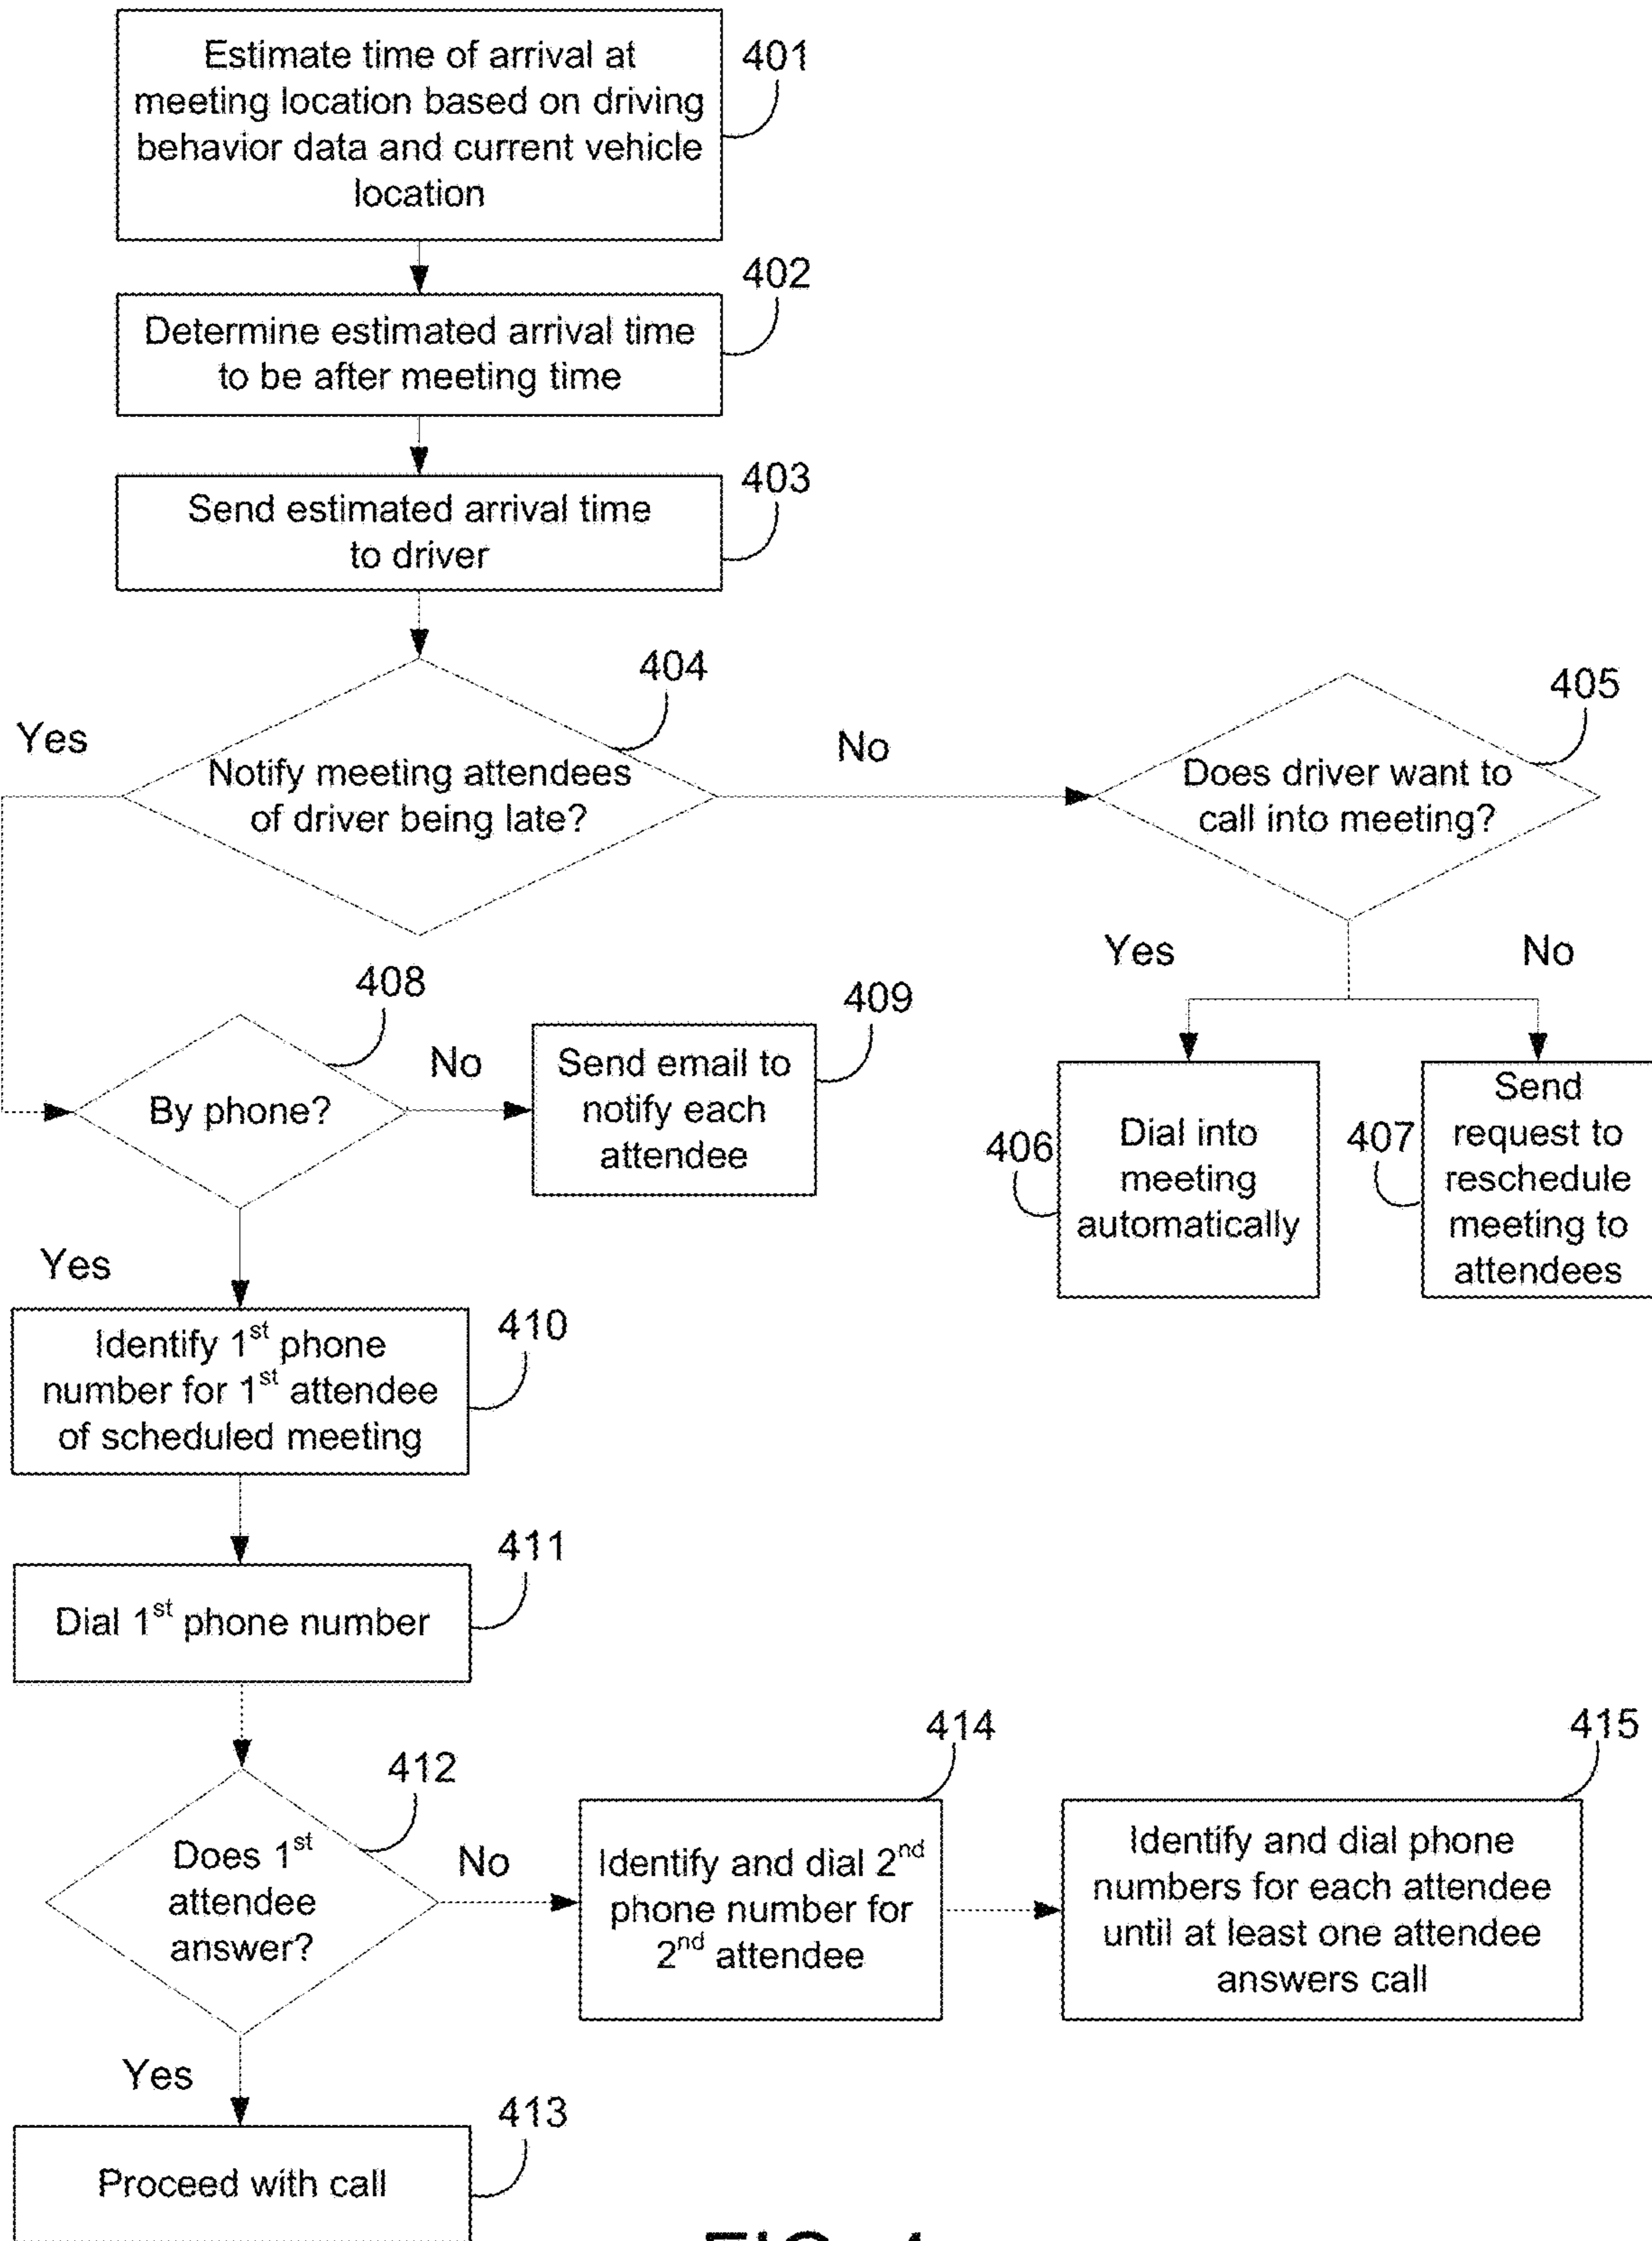 Estimate time of arrival at
meeting location based on driving
behavior data and current vehicle
location
401
Determine estimated arrival time
to be after meeting time
402
Send estimated arrival time
to driver
403
404
Yes
Notify meeting attendees
of driver being late?
No
405
Does driver want to
call into meeting?
Yes
No
408
By phone?
No
409
Send email to
notify each
attendee
406
Dial into
meeting
automatically
407
Send
request to
reschedule
meeting to
attendees
Yes
Identify 1st phone
number for 1st attendee
of scheduled meeting
410
Dial 1st phone number
411
412
Does 1st
attendee
answer?
No
414
Identify and dial 2nd
phone number for
2nd attendee
415
Identify and dial phone
numbers for each attendee
until at least one attendee
answers call
Yes
Proceed with call
413